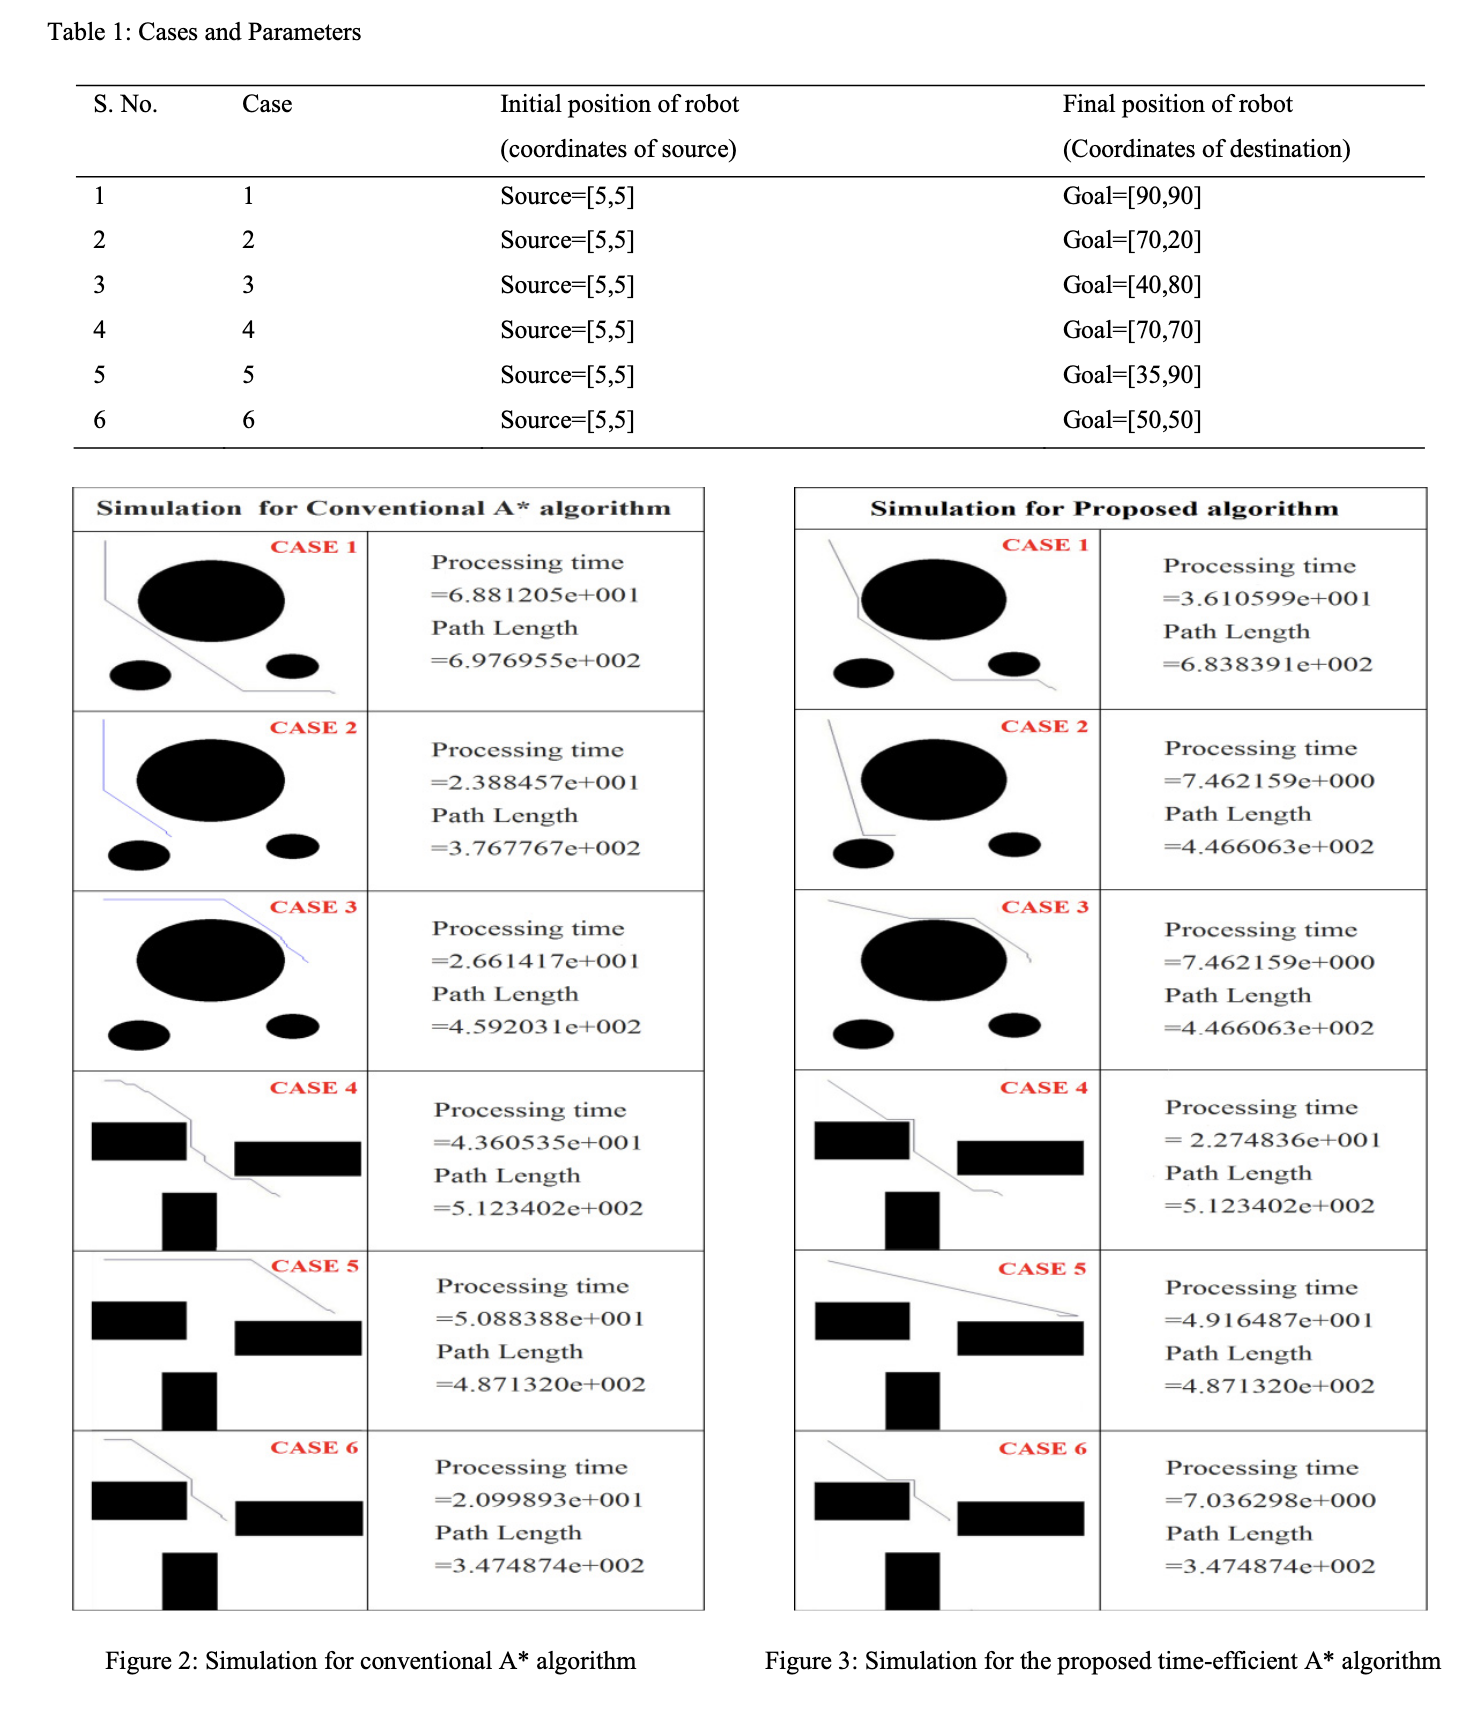 Table 1: Cases and Parameters
S. No. Case Initial position of robot Final position of robot
(coordinates of source) (Coordinates of destination)
1 1 Source=[5,5] Goal=[90,90]
2 2 Source=[5,5] Goal=[70,20]
3 3 Source=[5,5] Goal=[40,80]
4 4 Source=[5,5] Goal=[70,70]
5 5 Source=[5,5] Goal=[35,90]
6 6 Source=[5,5] Goal=[50,50]
Simulation for Conventional A* algorithm
CASE 1
Processing time
=6.881205e+001
Path Length
=6.976955e+002
CASE 2
Processing time
=2.388457e+001
Path Length
=3.767767e+002
CASE 3
Processing time
=2.661417e+001
Path Length
=4.592031e+002
CASE 4
Processing time
=4.360535e+001
Path Length
=5.123402e+002
CASE 5
Processing time
=5.088388e+001
Path Length
=4.871320e+002
CASE 6
Processing time
=2.099893e+001
Path Length
=3.474874e+002
Figure 2: Simulation for conventional A* algorithm
Simulation for Proposed algorithm
CASE 1
Processing time
=3.610599e+001
Path Length
=6.838391e+002
CASE 2
Processing time
=7.462159e+000
Path Length
=4.466063e+002
CASE 3
Processing time
=7.462159e+000
Path Length
=4.466063e+002
CASE 4
Processing time
= 2.274836e+001
Path Length
=5.123402e+002
CASE 5
Processing time
=4.916487e+001
Path Length
=4.871320e+002
CASE 6
Processing time
=7.036298e+000
Path Length
=3.474874e+002
Figure 3: Simulation for the proposed time-efficient A* algorithm